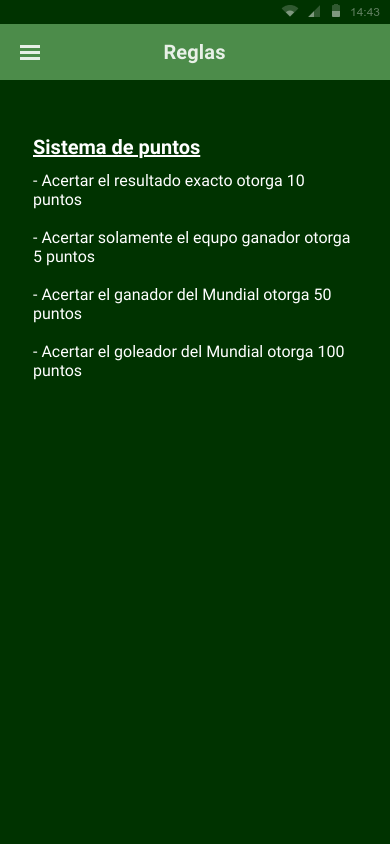 14:43
Reglas
Sistema de puntos
- Acertar el resultado exacto otorga 10
puntos
- Acertar solamente el equpo ganador otorga
5 puntos
- Acertar el ganador del Mundial otorga 50
puntos
- Acertar el goleador del Mundial otorga 100
puntos